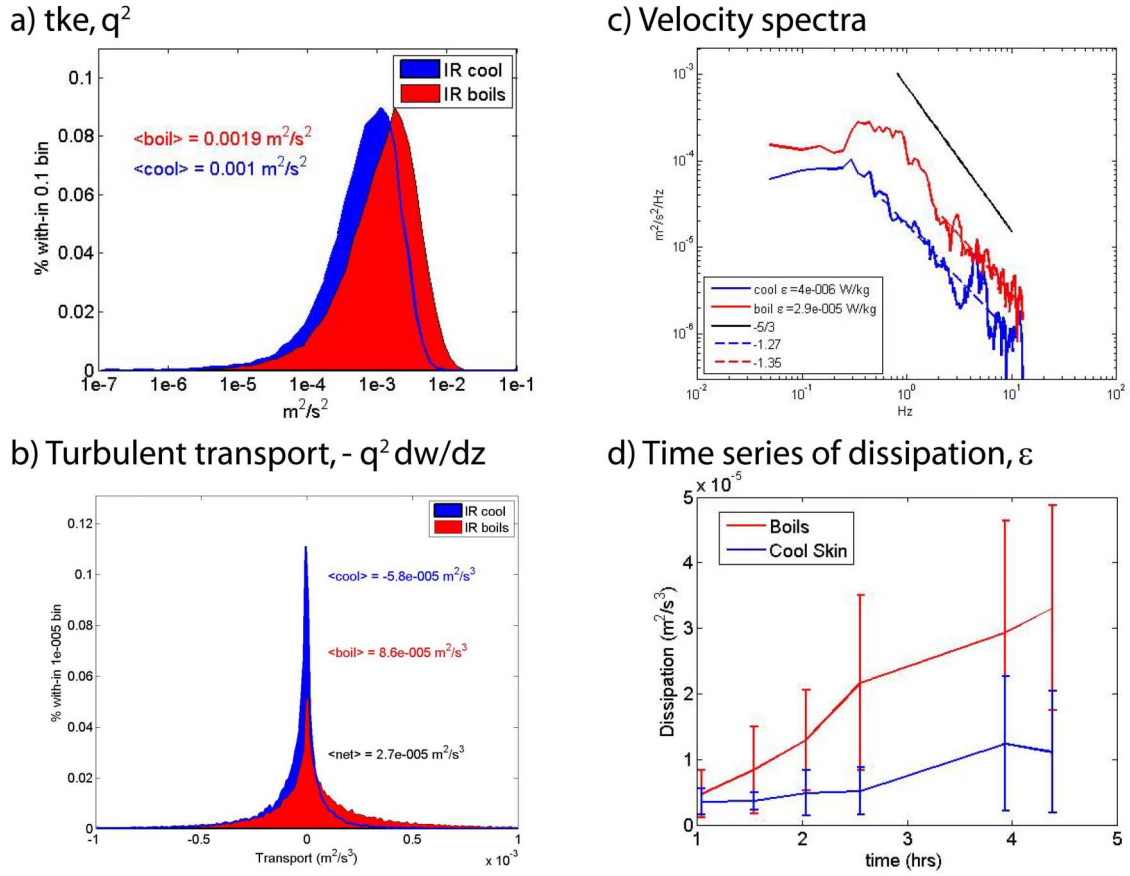 a) tke, q²
IR cool
IR boils
<boil> = 0.0019 m²/s²
<cool> = 0.001 m²/s²
% with-in 0.1 bin
0.1
0.08
0.06
0.04
0.02
0
1e-7 1e-6 1e-5 1e-4 1e-3 1e-2 1e-1
m²/s²
c) Velocity spectra
m²/s²/Hz
10⁻³
10⁻⁴
10⁻⁵
10⁻⁶
cool ε =4e-006 W/kg
boil ε =2.9e-005 W/kg
-5/3
-1.27
-1.35
10⁻² 10⁻¹ 10⁰ 10¹ 10²
Hz
b) Turbulent transport, - q² dw/dz
IR cool
IR boils
<cool> = -5.8e-005 m²/s³
<boil> = 8.6e-005 m²/s³
<net> = 2.7e-005 m²/s³
% with-in 1e-005 bin
0.12
0.1
0.08
0.06
0.04
0.02
0
-1 -0.5 0 0.5 1
Transport (m²/s³)
x 10⁻³
d) Time series of dissipation, ε
x 10⁻⁵
Boils
Cool Skin
Dissipation (m²/s³)
5
4
3
2
1
0
1 2 3 4 5
time (hrs)